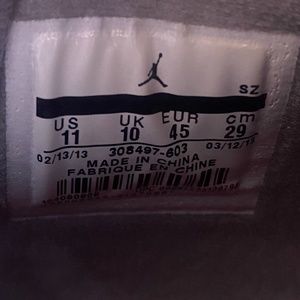 SZ
US UK EUR cm
11 10 45 29
02/13/13 308497-603 03/12/13
MADE IN CHINA
FABRIQUE EN CHINE